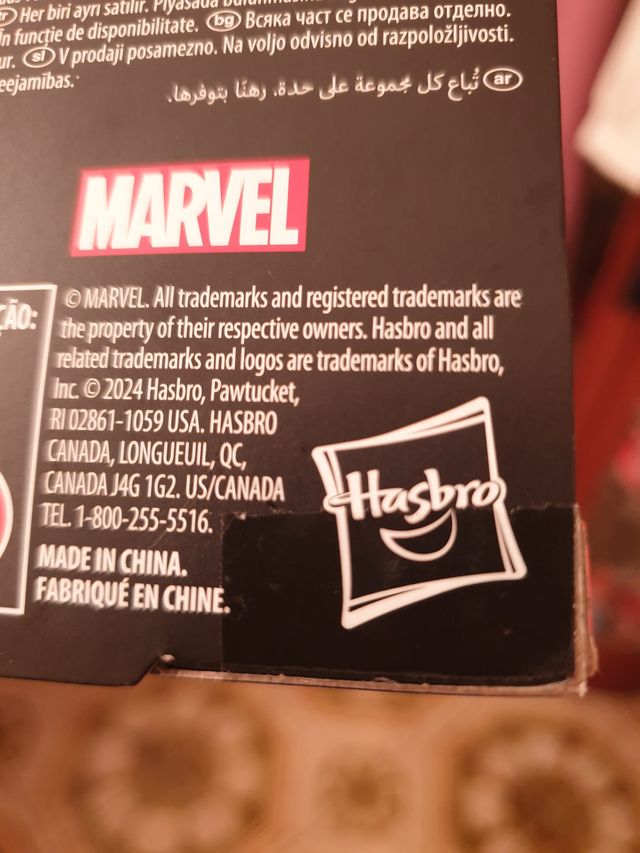 Her biri ayrı satılır.
în funcție de disponibilitate. bg Всяка част се продава отделно.
sl V prodaji posamezno. Na voljo odvisno od razpoložljivosti.
ar تُباع كل مجموعة على حدة. رهنًا بتوفرها.
MARVEL
© MARVEL. All trademarks and registered trademarks are
the property of their respective owners. Hasbro and all
related trademarks and logos are trademarks of Hasbro,
Inc. © 2024 Hasbro, Pawtucket,
RI 02861-1059 USA. HASBRO
CANADA, LONGUEUIL, QC,
CANADA J4G 1G2. US/CANADA
TEL. 1-800-255-5516.
MADE IN CHINA.
FABRIQUÉ EN CHINE.
Hasbro